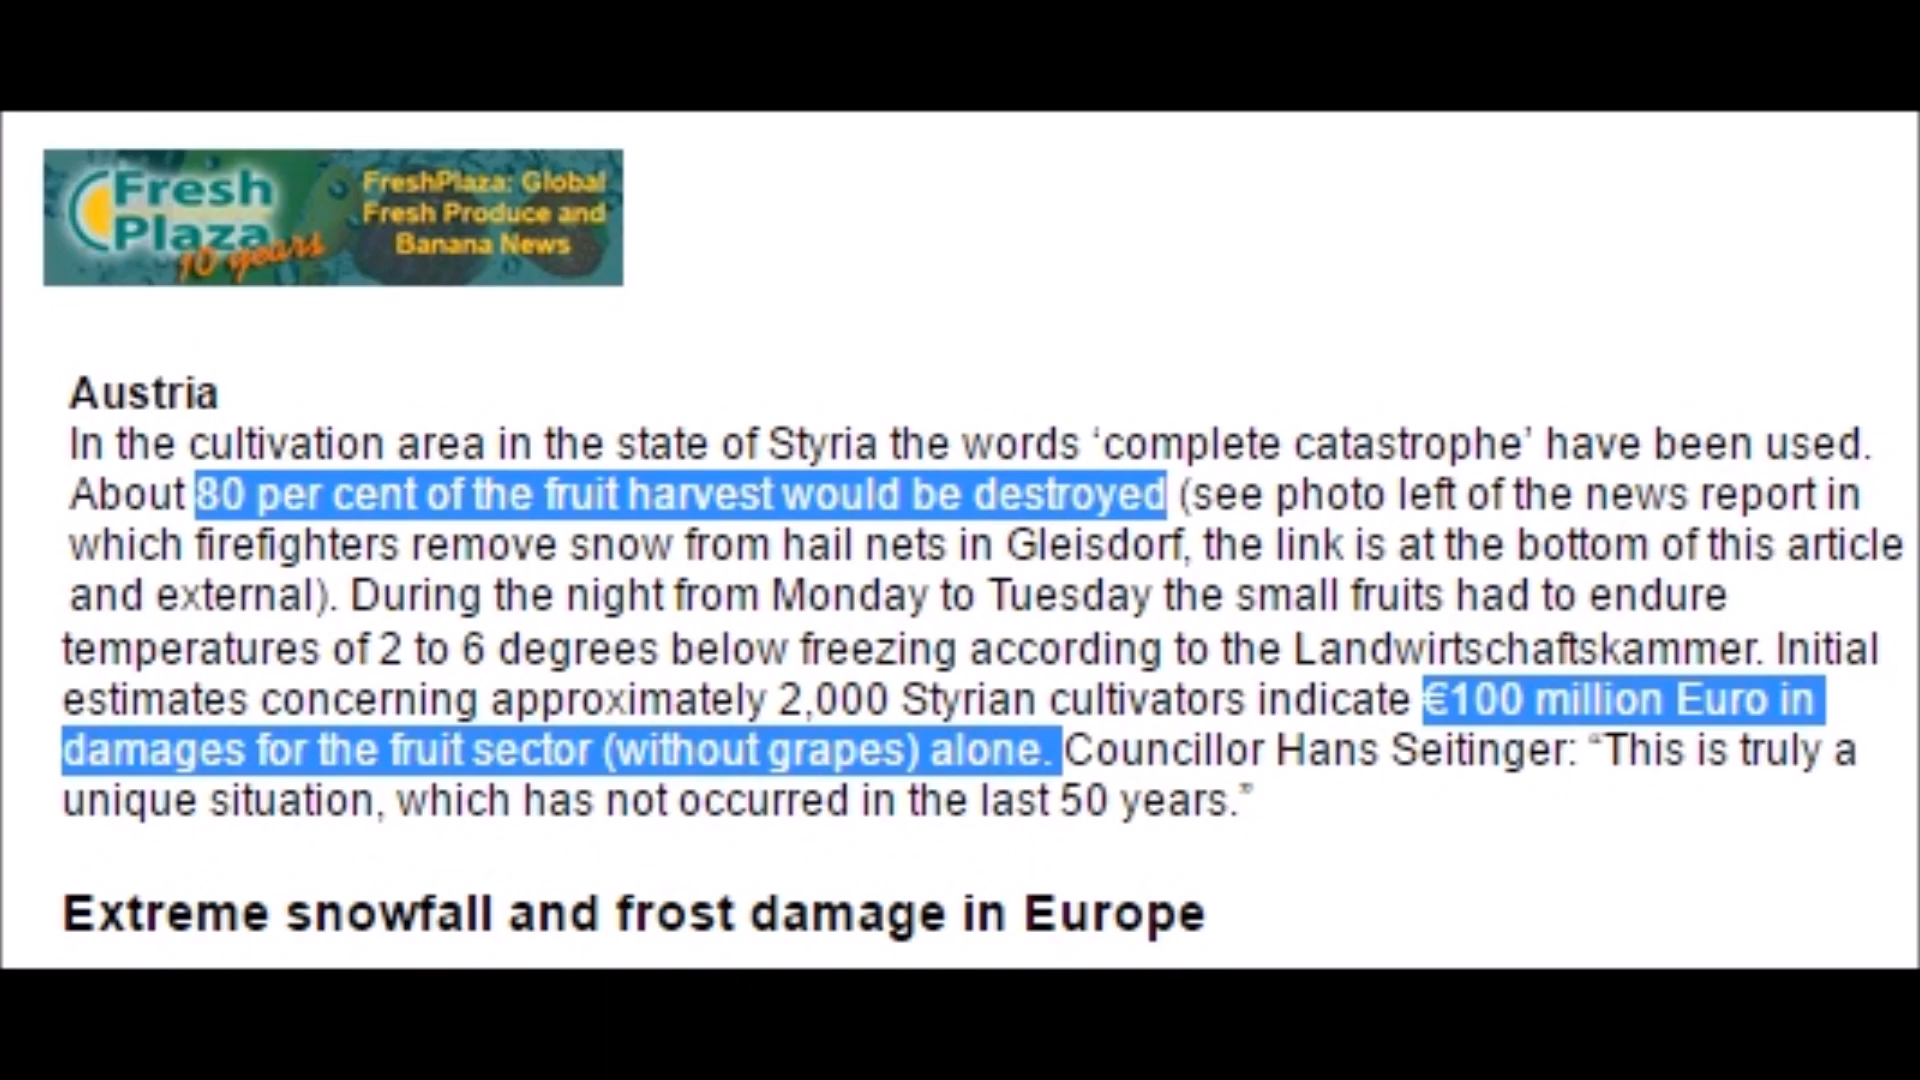 Fresh
Plaza
10 years
FreshPlaza: Global
Fresh Produce and
Banana News
Austria
In the cultivation area in the state of Styria the words ‘complete catastrophe’ have been used.
About 80 per cent of the fruit harvest would be destroyed (see photo left of the news report in
which firefighters remove snow from hail nets in Gleisdorf, the link is at the bottom of this article
and external). During the night from Monday to Tuesday the small fruits had to endure
temperatures of 2 to 6 degrees below freezing according to the Landwirtschaftskammer. Initial
estimates concerning approximately 2,000 Styrian cultivators indicate €100 million Euro in
damages for the fruit sector (without grapes) alone. Councillor Hans Seitinger: “This is truly a
unique situation, which has not occurred in the last 50 years.”
Extreme snowfall and frost damage in Europe